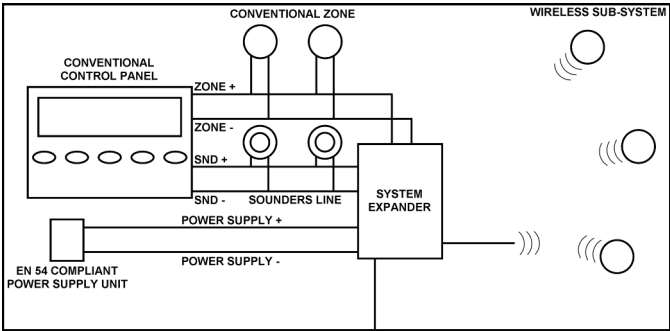 CONVENTIONAL ZONE
WIRELESS SUB-SYSTEM
CONVENTIONAL
CONTROL PANEL
ZONE +
ZONE -
SND +
SND -
SOUNDERS LINE
SYSTEM
EXPANDER
POWER SUPPLY +
POWER SUPPLY -
EN 54 COMPLIANT
POWER SUPPLY UNIT